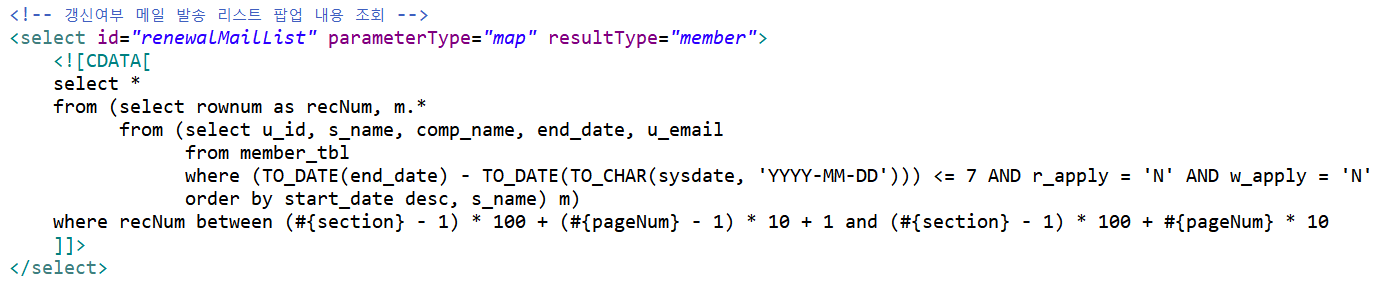 <!-- 갱신여부 메일 발송 리스트 팝업 내용 조회 -->
<select id="renewalMailList" parameterType="map" resultType="member">
    <![CDATA[
    select *
    from (select rownum as recNum, m.*
          from (select u_id, s_name, comp_name, end_date, u_email
                from member_tbl
                where (TO_DATE(end_date) - TO_DATE(TO_CHAR(sysdate, 'YYYY-MM-DD'))) <= 7 AND r_apply = 'N' AND w_apply = 'N'
                order by start_date desc, s_name) m)
    where recNum between (#{section} - 1) * 100 + (#{pageNum} - 1) * 10 + 1 and (#{section} - 1) * 100 + #{pageNum} * 10
    ]]>
</select>